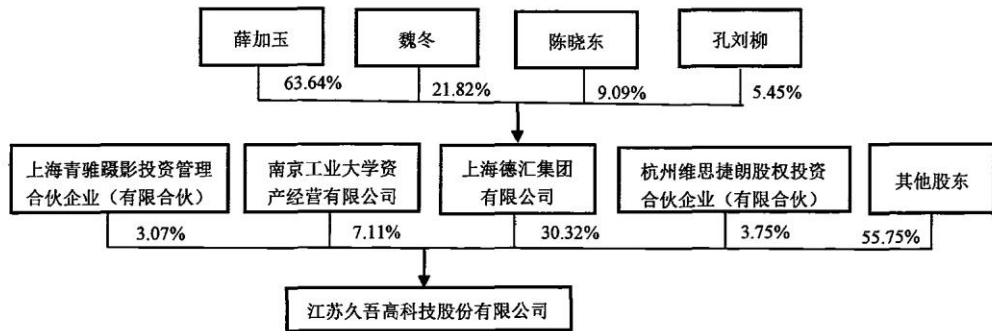 薛加玉
魏冬
陈晓东
孔刘柳
63.64%
21.82%
9.09%
5.45%
上海青骓蹑影投资管理
合伙企业（有限合伙）
南京工业大学资
产经营有限公司
上海德汇集团
有限公司
杭州维思捷朗股权投资
合伙企业（有限合伙）
其他股东
3.07%
7.11%
30.32%
3.75%
55.75%
江苏久吾高科技股份有限公司